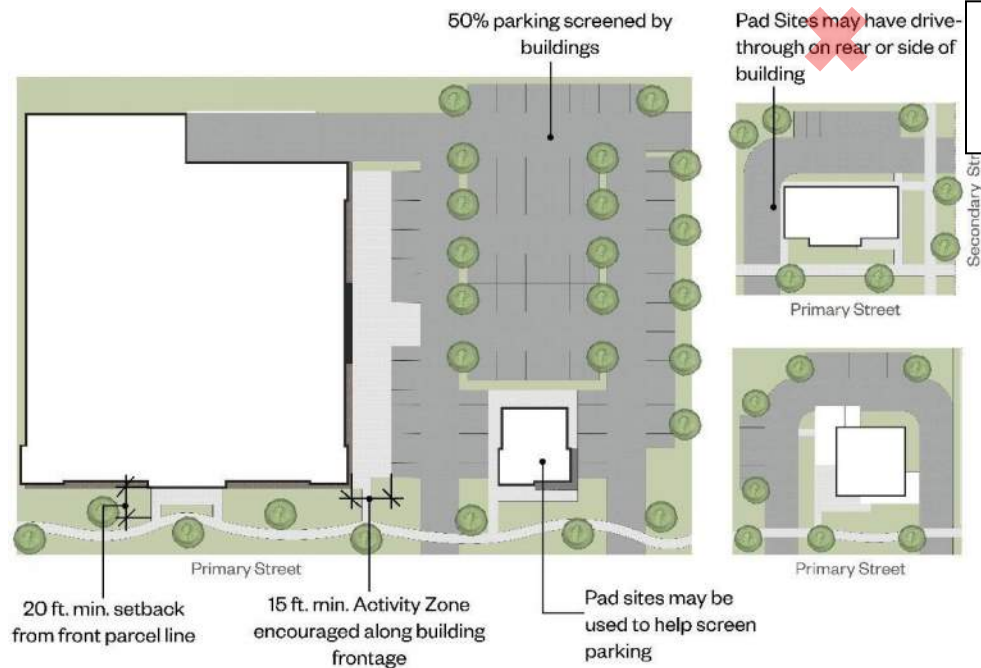 50% parking screened by
buildings
Pad Sites may have drive-
through on rear or side of
building
Secondary
Primary Street
Primary Street
Primary Street
20 ft. min. setback
from front parcel line
15 ft. min. Activity Zone
encouraged along building
frontage
Pad sites may be
used to help screen
parking